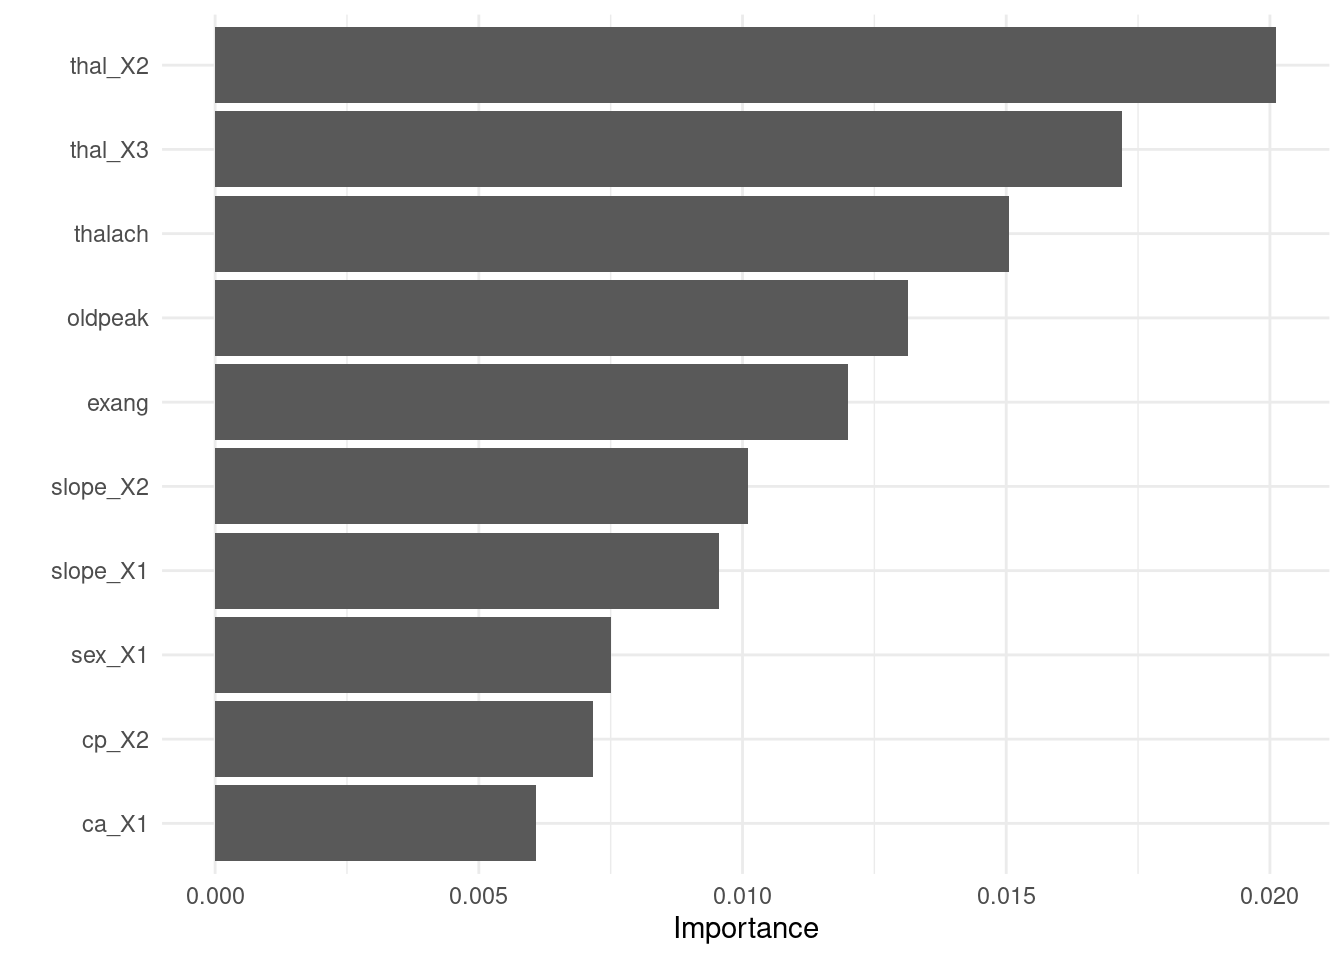 thal_X2
thal_X3
thalach
oldpeak
exang
slope_X2
slope_X1
sex_X1
cp_X2
ca_X1
0.000 0.005 0.010 0.015 0.020
Importance